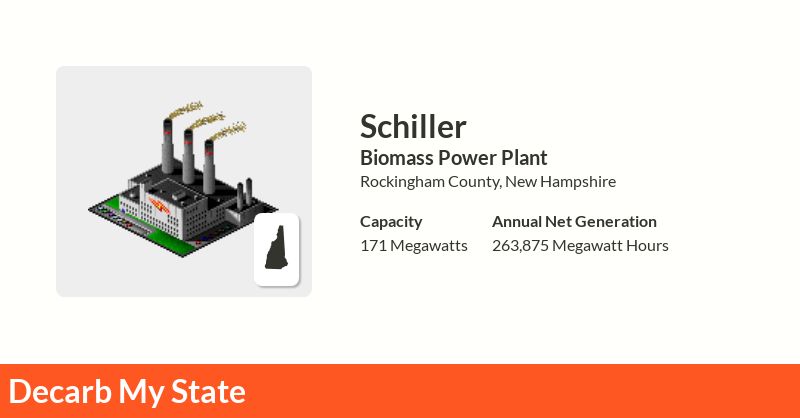 Schiller
Biomass Power Plant
Rockingham County, New Hampshire
Capacity
171 Megawatts
Annual Net Generation
263,875 Megawatt Hours
Decarb My State